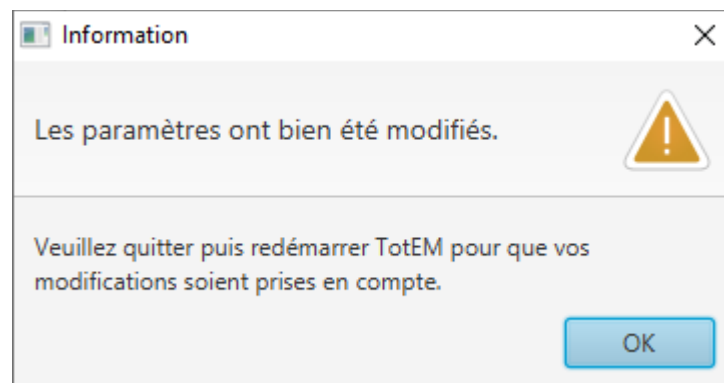 Information
Les paramètres ont bien été modifiés.
Veuillez quitter puis redémarrer TotEM pour que vos
modifications soient prises en compte.
OK